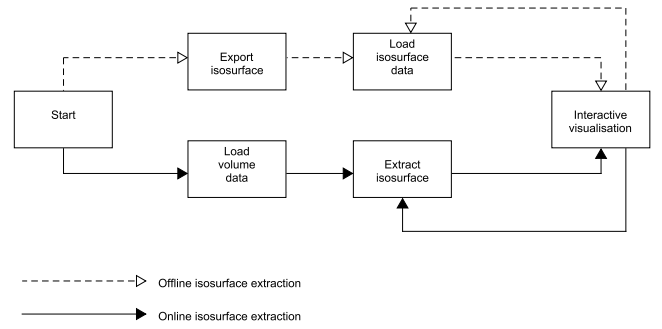 Export
isosurface
Load
isosurface
data
Start
Interactive
visualisation
Load
volume
data
Extract
isosurface
Offline isosurface extraction
Online isosurface extraction